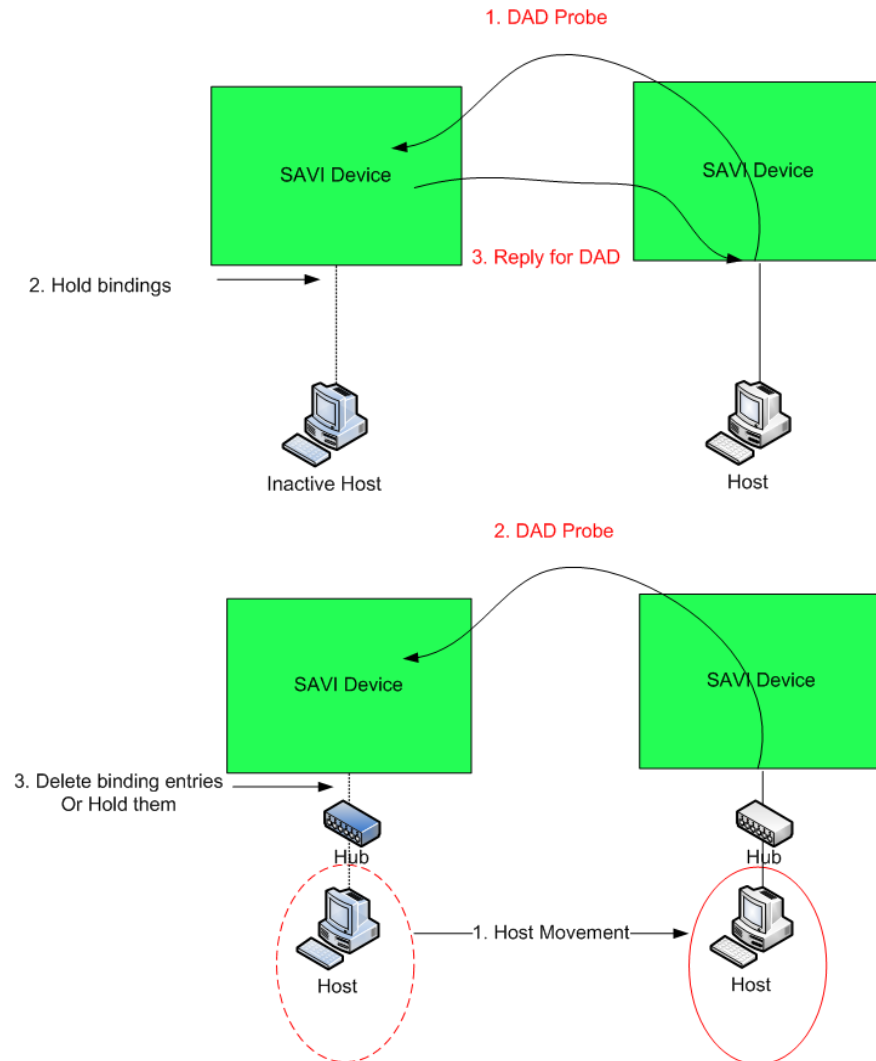 1. DAD Probe
SAVI Device
SAVI Device
3. Reply for DAD
2. Hold bindings
Inactive Host
Host
2. DAD Probe
SAVI Device
SAVI Device
3. Delete binding entries
Or Hold them
Hub
Hub
1. Host Movement
Host
Host